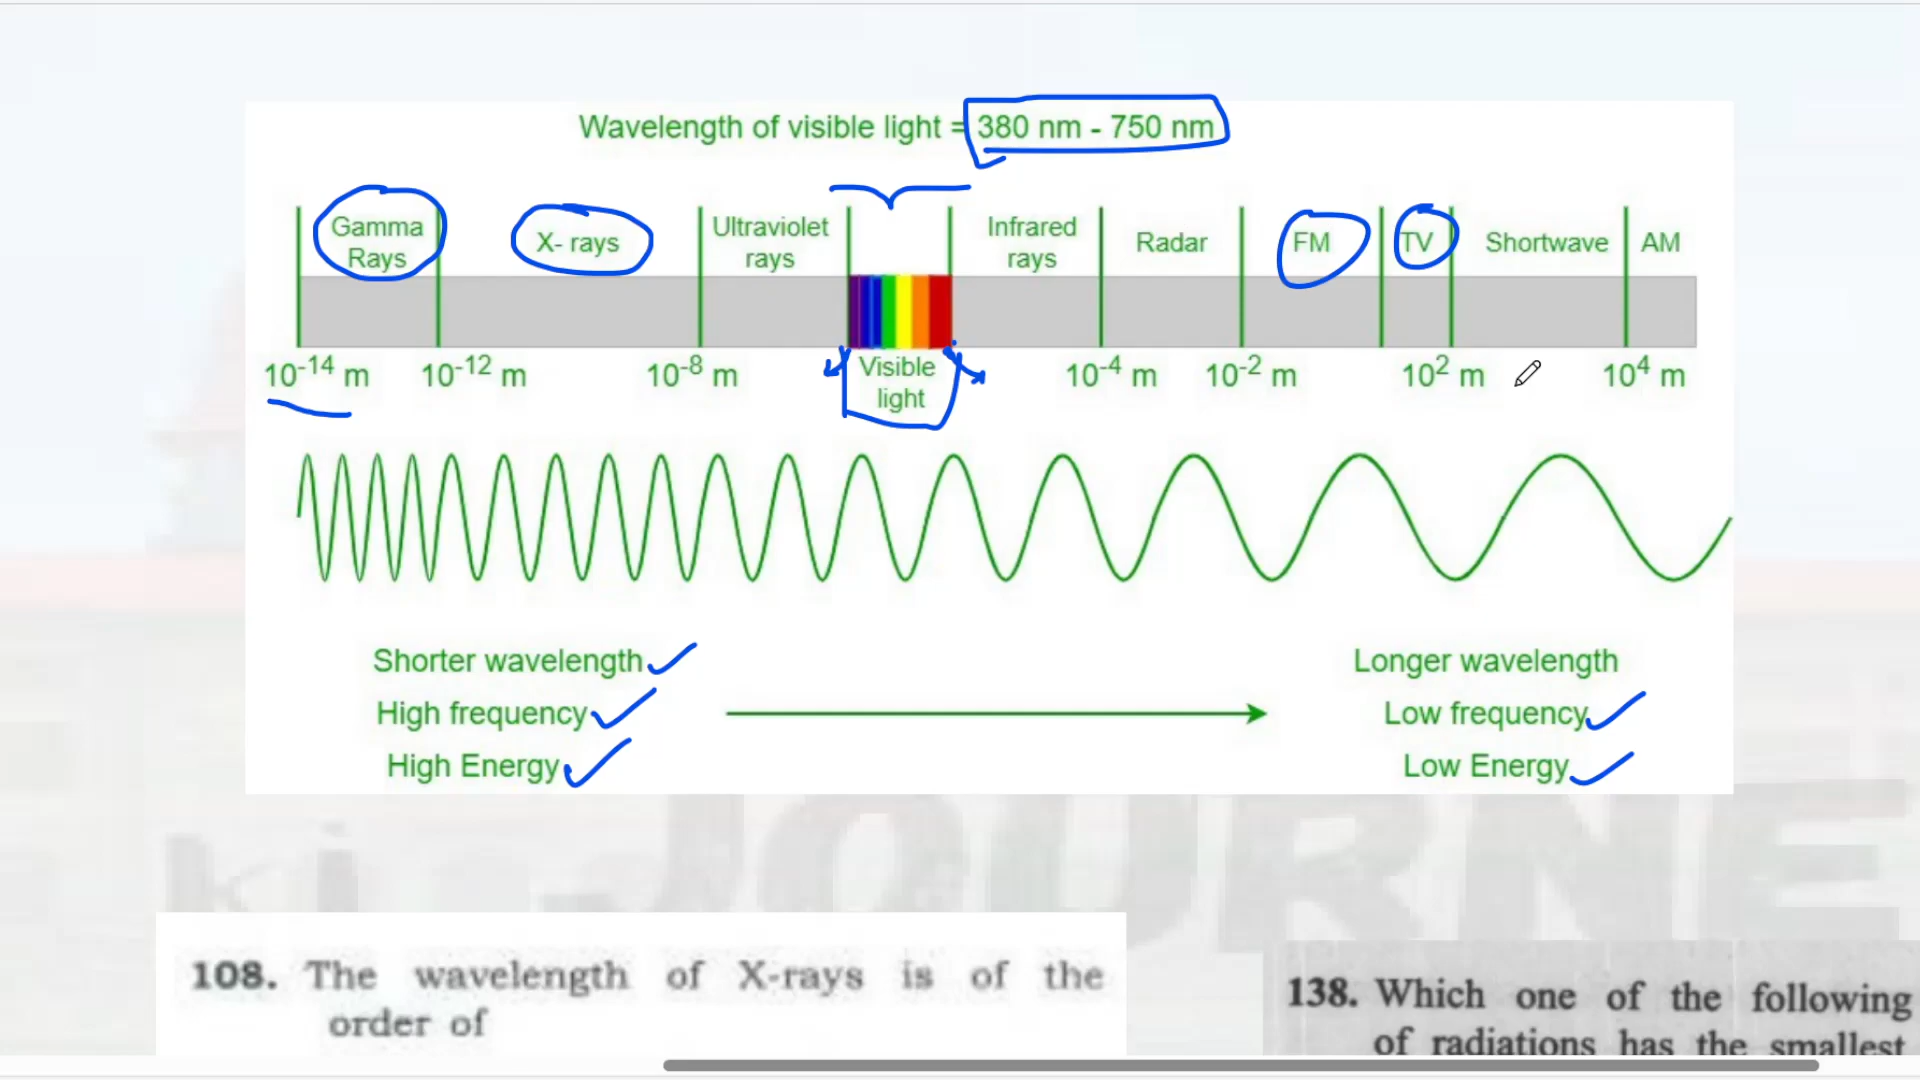 Wavelength of visible light = 380 nm - 750 nm
Gamma Rays
X- rays
Ultraviolet rays
Infrared rays
Radar
FM
TV
Shortwave
AM
10⁻¹⁴ m
10⁻¹² m
10⁻⁸ m
Visible light
10⁻⁴ m
10⁻² m
10² m
10⁴ m
Shorter wavelength
High frequency
High Energy
Longer wavelength
Low frequency
Low Energy
ki JOURNE
108. The wavelength of X-rays is of the
order of
138. Which one of the following
of radiations has the smallest